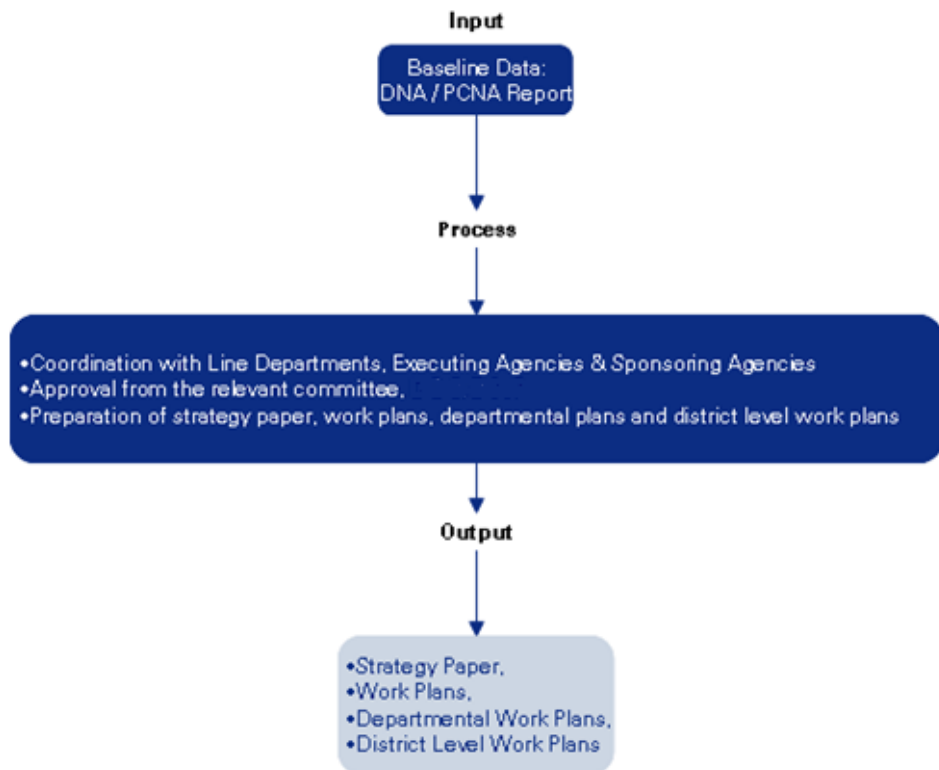 Input
Baseline Data:
DNA / PCNA Report
Process
•Coordination with Line Departments, Executing Agencies & Sponsoring Agencies
•Approval from the relevant committee,
•Preparation of strategy paper, work plans, departmental plans and district level work plans
Output
•Strategy Paper,
•Work Plans,
•Departmental Work Plans,
•District Level Work Plans